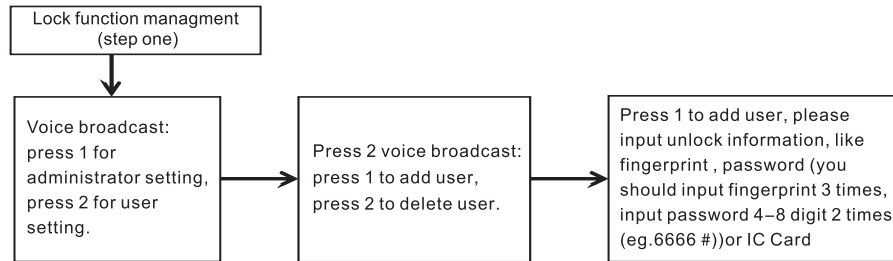 Lock function managment
(step one)
Voice broadcast:
press 1 for
administrator setting,
press 2 for user
setting.
Press 2 voice broadcast:
press 1 to add user,
press 2 to delete user.
Press 1 to add user, please
input unlock information, like
fingerprint , password (you
should input fingerprint 3 times,
input password 4–8 digit 2 times
(eg.6666 #))or IC Card